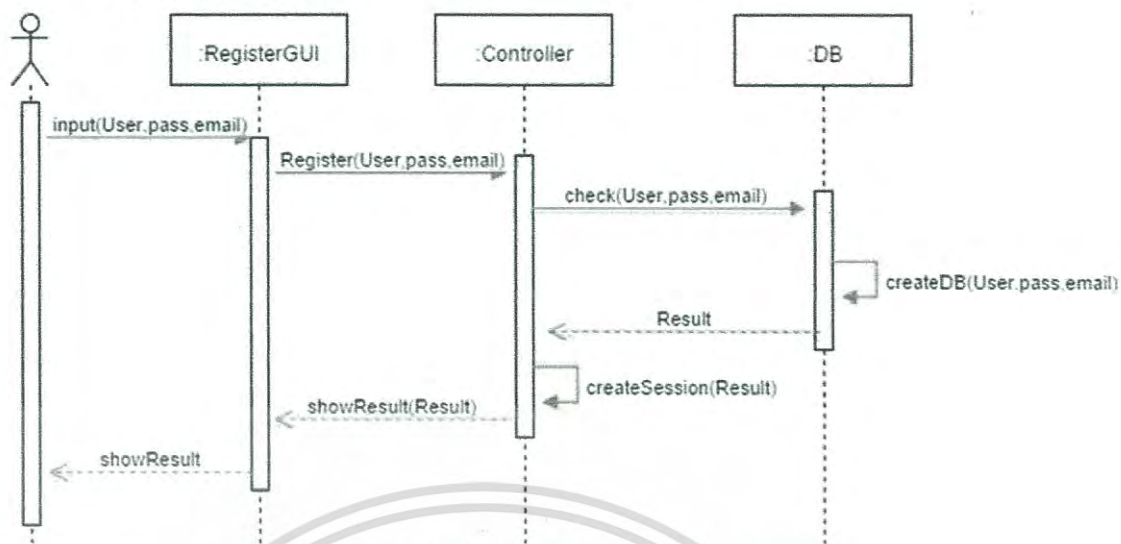 :RegisterGUI
:Controller
:DB
input(User,pass,email)
Register(User,pass,email)
check(User,pass,email)
createDB(User,pass,email)
Result
createSession(Result)
showResult(Result)
showResult